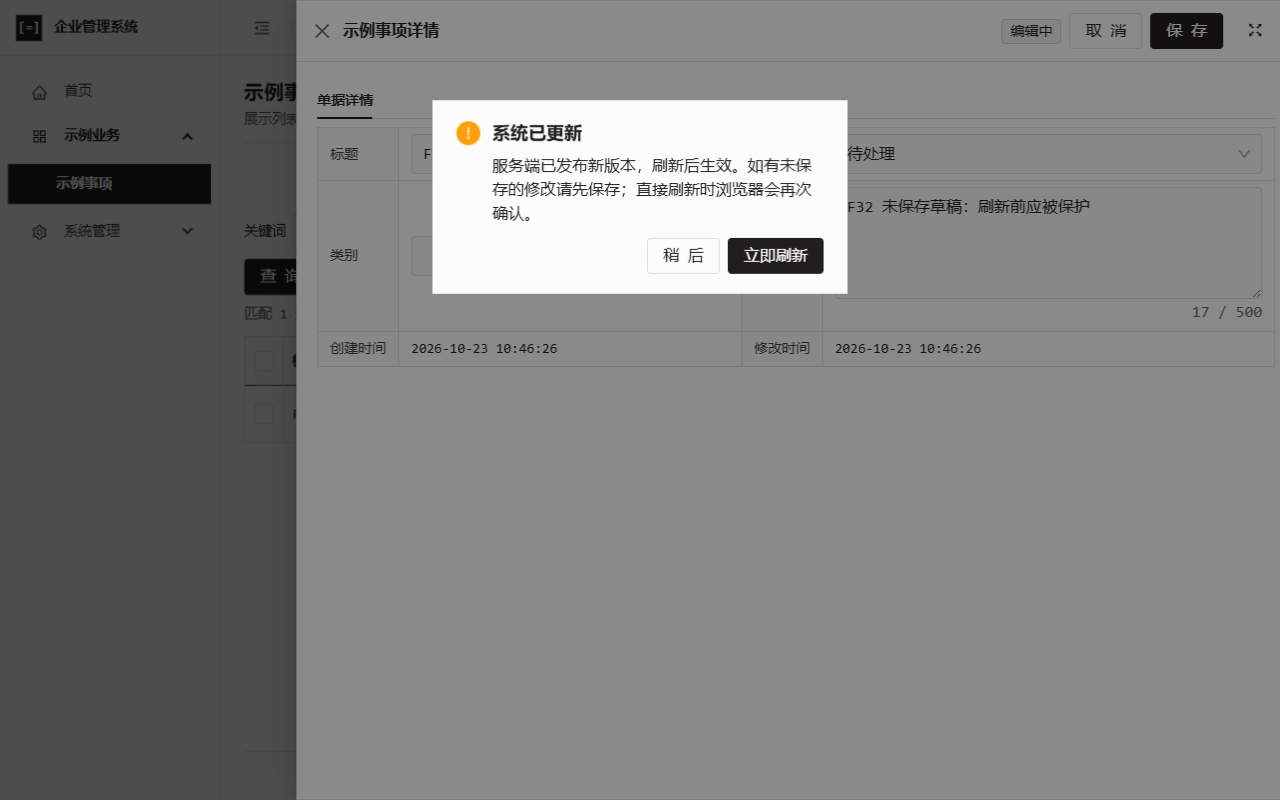 [=] 企业管理系统
首页
示例业务
示例事项
系统管理
示例事
展示列表
关键词
查 询
匹配 1
示例事项详情
编辑中
取 消
保 存
单据详情
标题
F
待处理
类别
F32 未保存草稿：刷新前应被保护
17 / 500
创建时间
2026-10-23 10:46:26
修改时间
2026-10-23 10:46:26
系统已更新
服务端已发布新版本，刷新后生效。如有未保
存的修改请先保存；直接刷新时浏览器会再次
确认。
稍 后
立即刷新